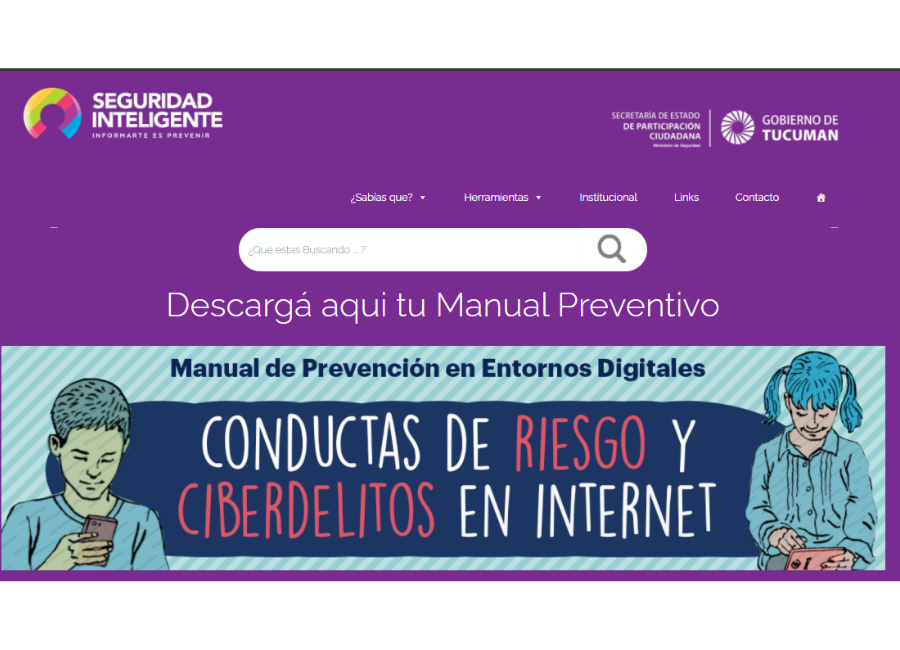 SEGURIDAD
INTELIGENTE
INFORMARTE ES PREVENIR
SECRETARÍA DE ESTADO
DE PARTICIPACIÓN
CIUDADANA
Ministerio de Seguridad
GOBIERNO DE
TUCUMAN
¿Sabías que? Herramientas Institucional Links Contacto
¿Que estas Buscando ... ?
Descargá aqui tu Manual Preventivo
Manual de Prevención en Entornos Digitales
CONDUCTAS DE RIESGO Y
CIBERDELITOS EN INTERNET